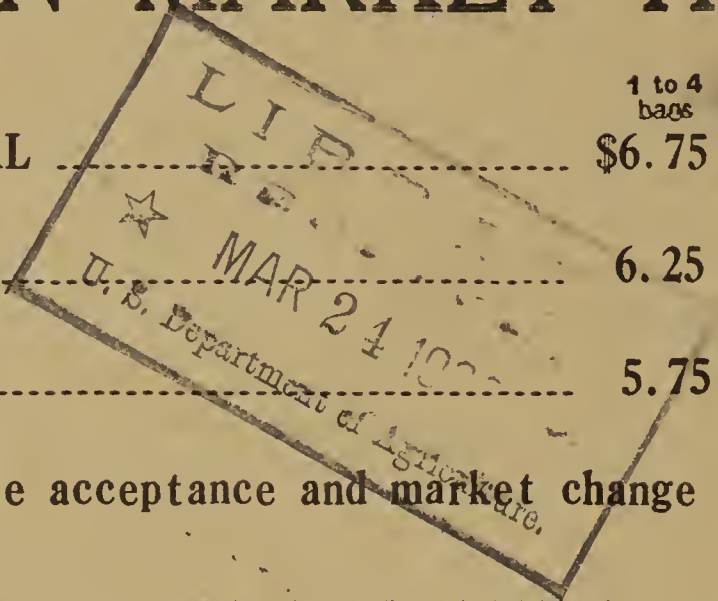 1 to 4
bags
$6.75
6.25
5.75
e acceptance and market change
MAR 24
U. S. Department of Agriculture.